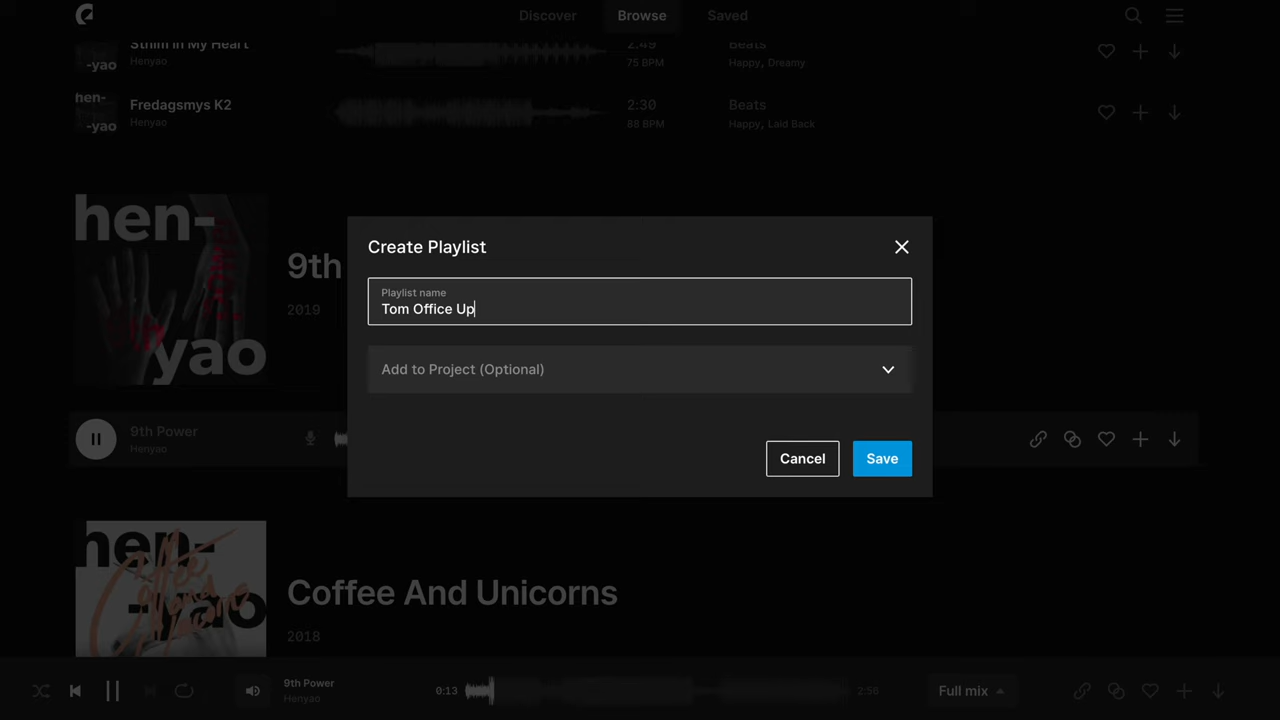 Discover
Browse
Saved
Sthlm In My Heart
Henyao
2:49
75 BPM
Beats
Happy, Dreamy
-yao
hen-
yao
Fredagsmys K2
Henyao
2:30
88 BPM
Beats
Happy, Laid Back
hen-
yao
9th
2019
Create Playlist
Playlist name
Tom Office Up
Add to Project (Optional)
Cancel
Save
9th Power
Henyao
hen-
yao
Coffee And Unicorns
2018
9th Power
Henyao
0:13
2:56
Full mix